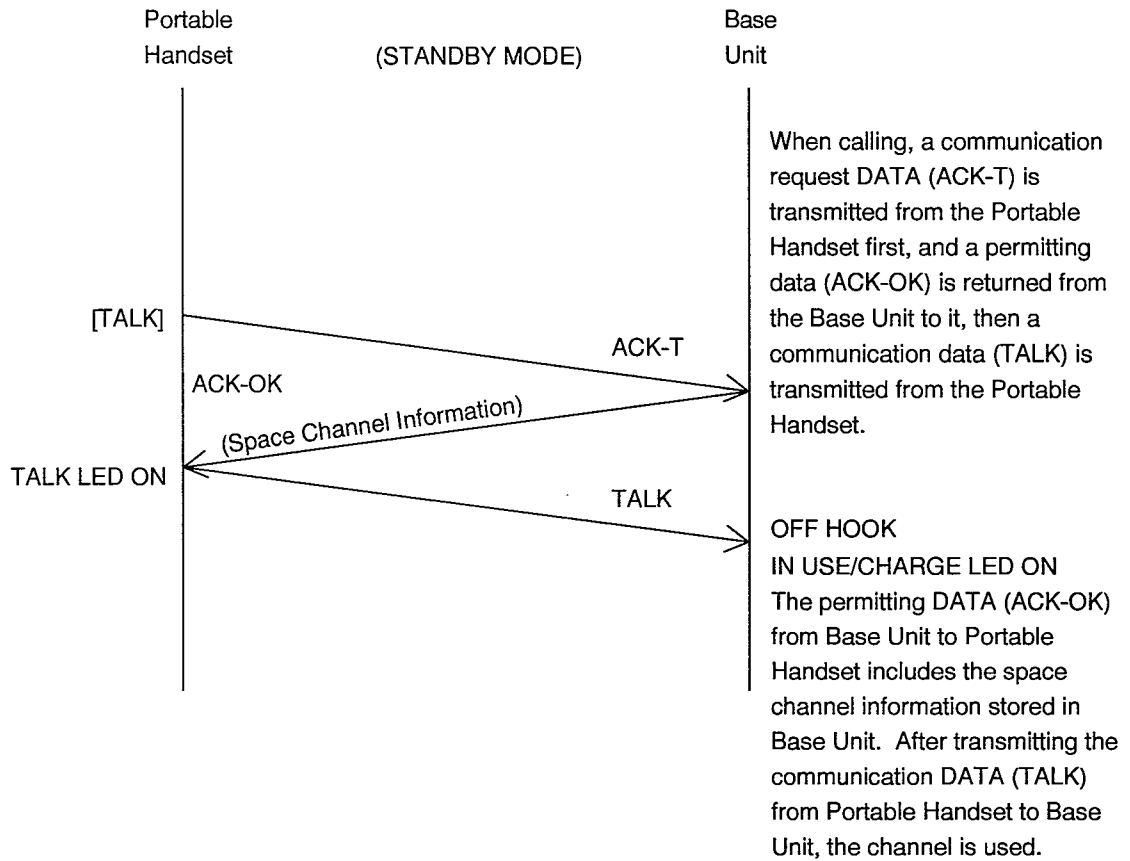 Portable
Handset
(STANDBY MODE)
Base
Unit
When calling, a communication
request DATA (ACK-T) is
transmitted from the Portable
Handset first, and a permitting
data (ACK-OK) is returned from
the Base Unit to it, then a
communication data (TALK) is
transmitted from the Portable
Handset.
[TALK]
ACK-T
ACK-OK
(Space Channel Information)
TALK LED ON
TALK
OFF HOOK
IN USE/CHARGE LED ON
The permitting DATA (ACK-OK)
from Base Unit to Portable
Handset includes the space
channel information stored in
Base Unit. After transmitting the
communication DATA (TALK)
from Portable Handset to Base
Unit, the channel is used.